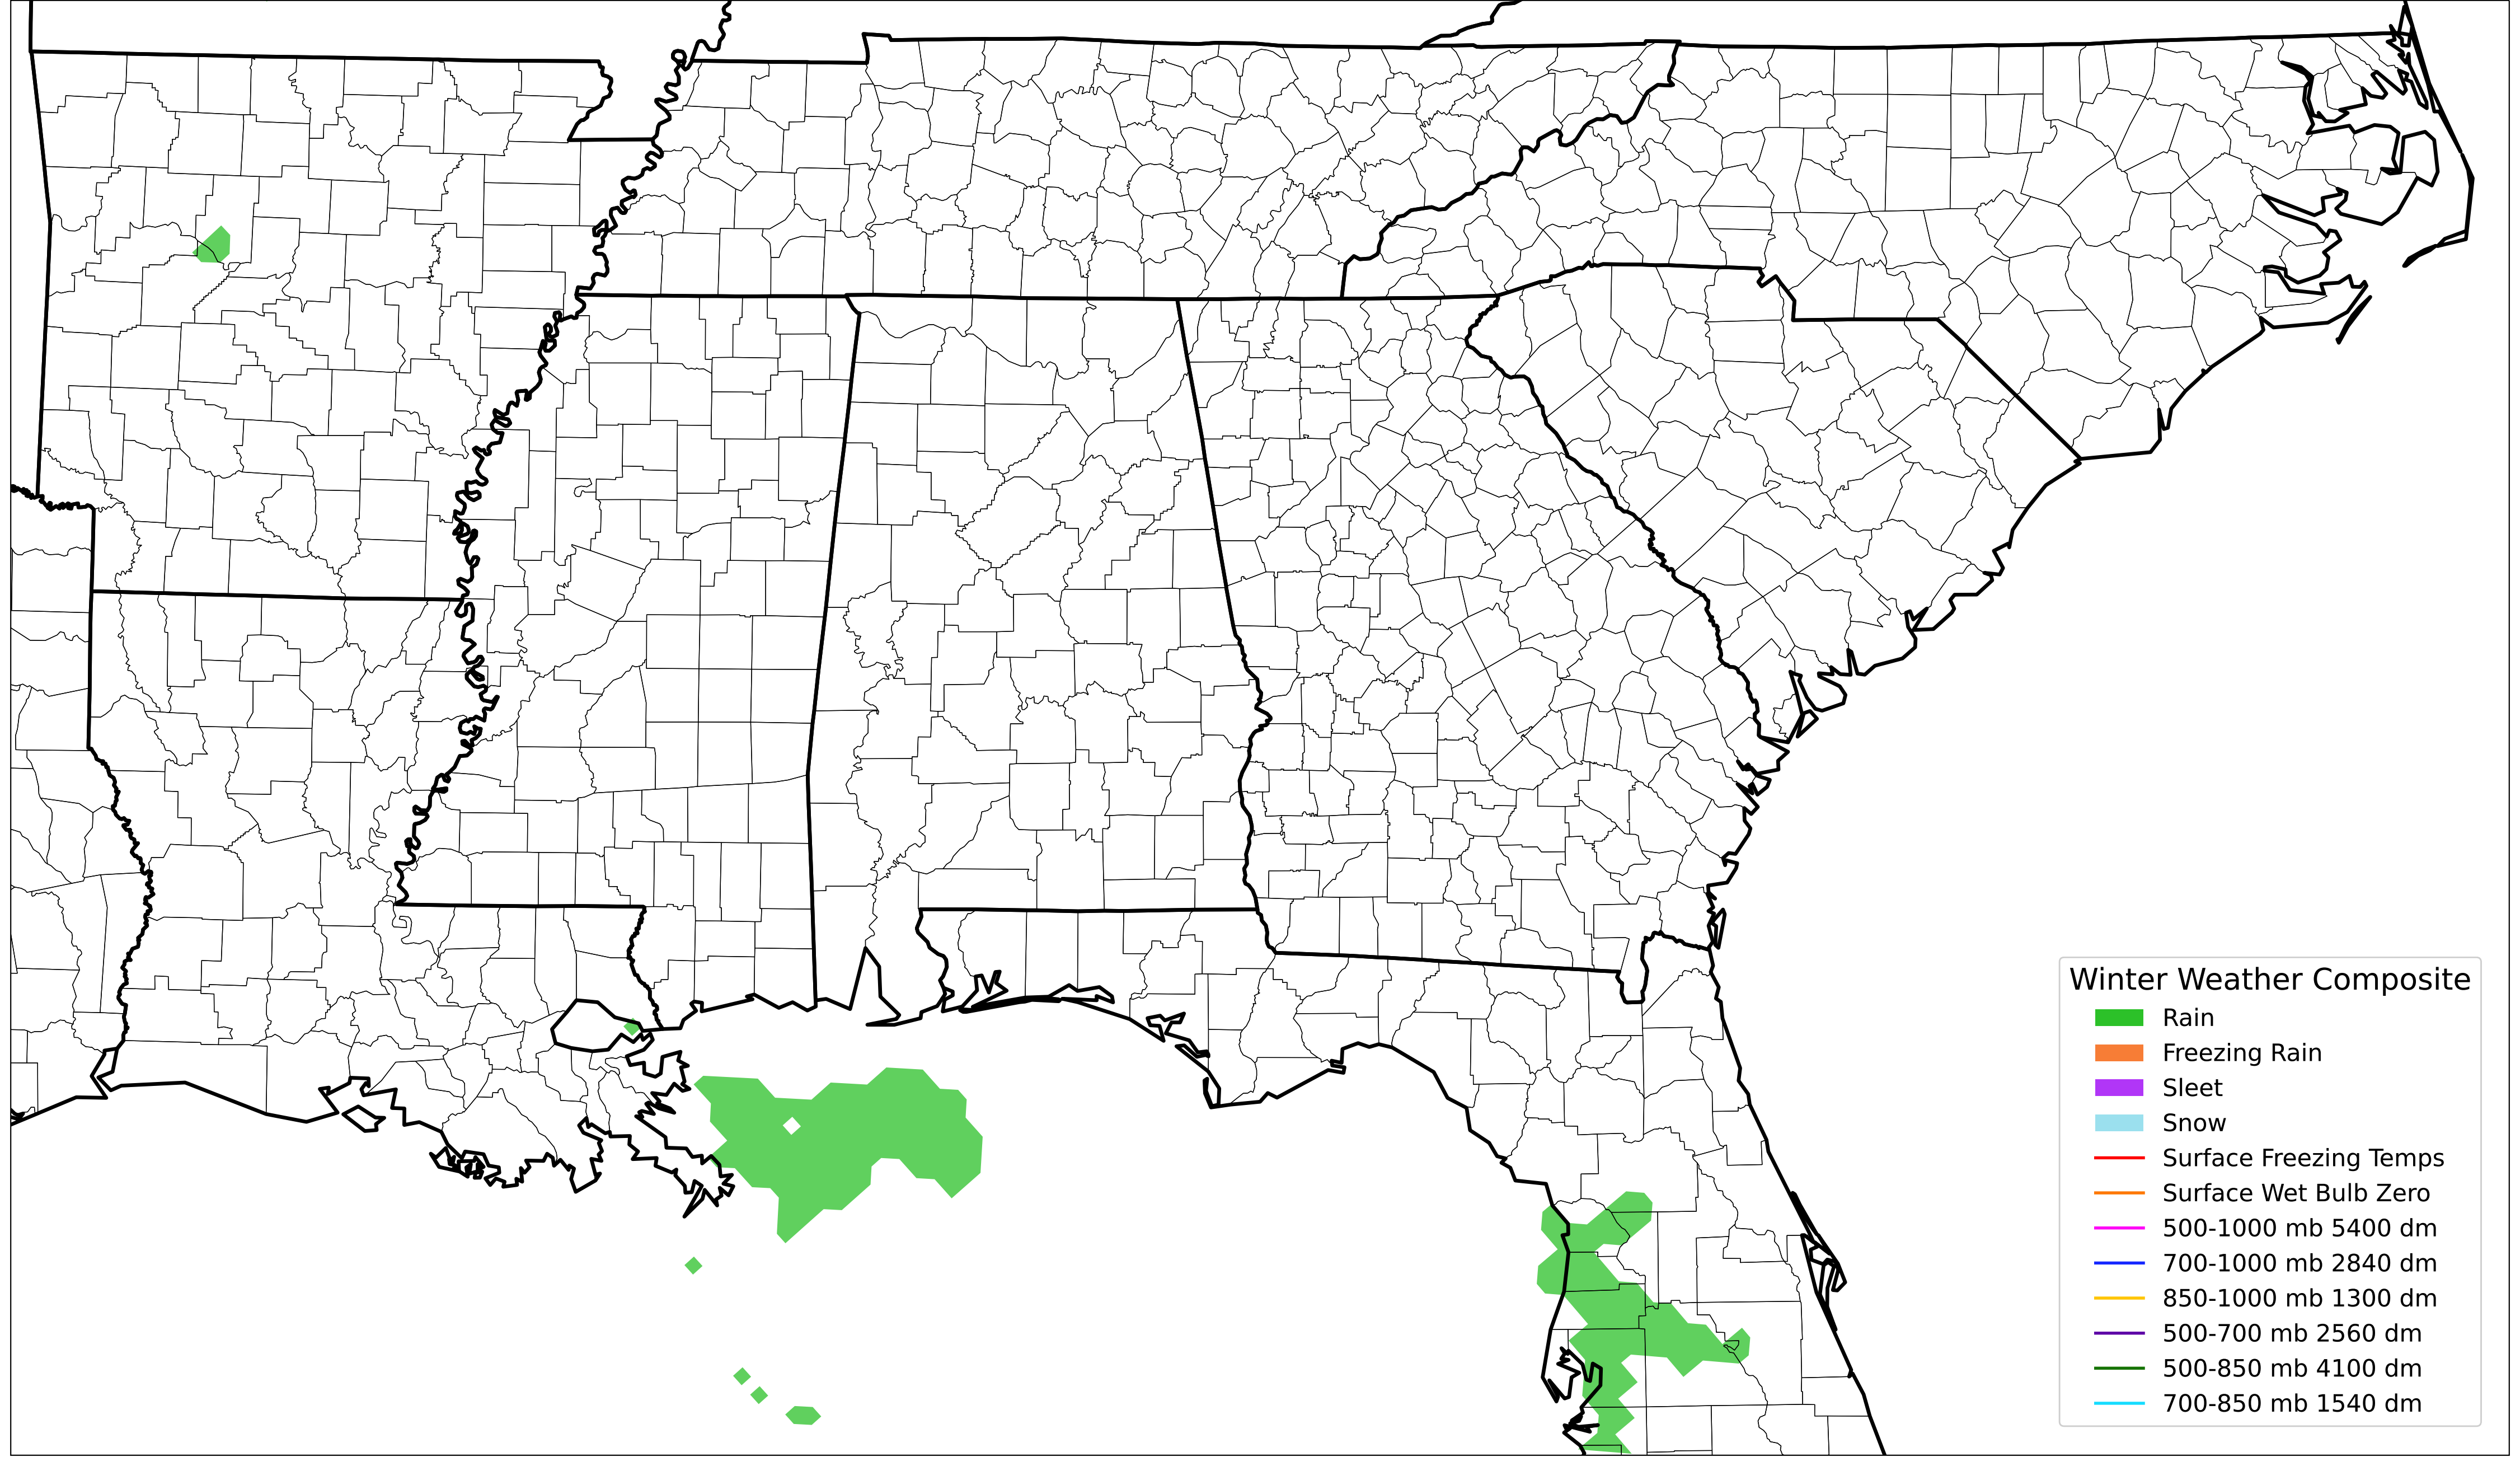 Winter Weather Composite
Rain
Freezing Rain
Sleet
Snow
Surface Freezing Temps
Surface Wet Bulb Zero
500-1000 mb 5400 dm
700-1000 mb 2840 dm
850-1000 mb 1300 dm
500-700 mb 2560 dm
500-850 mb 4100 dm
700-850 mb 1540 dm